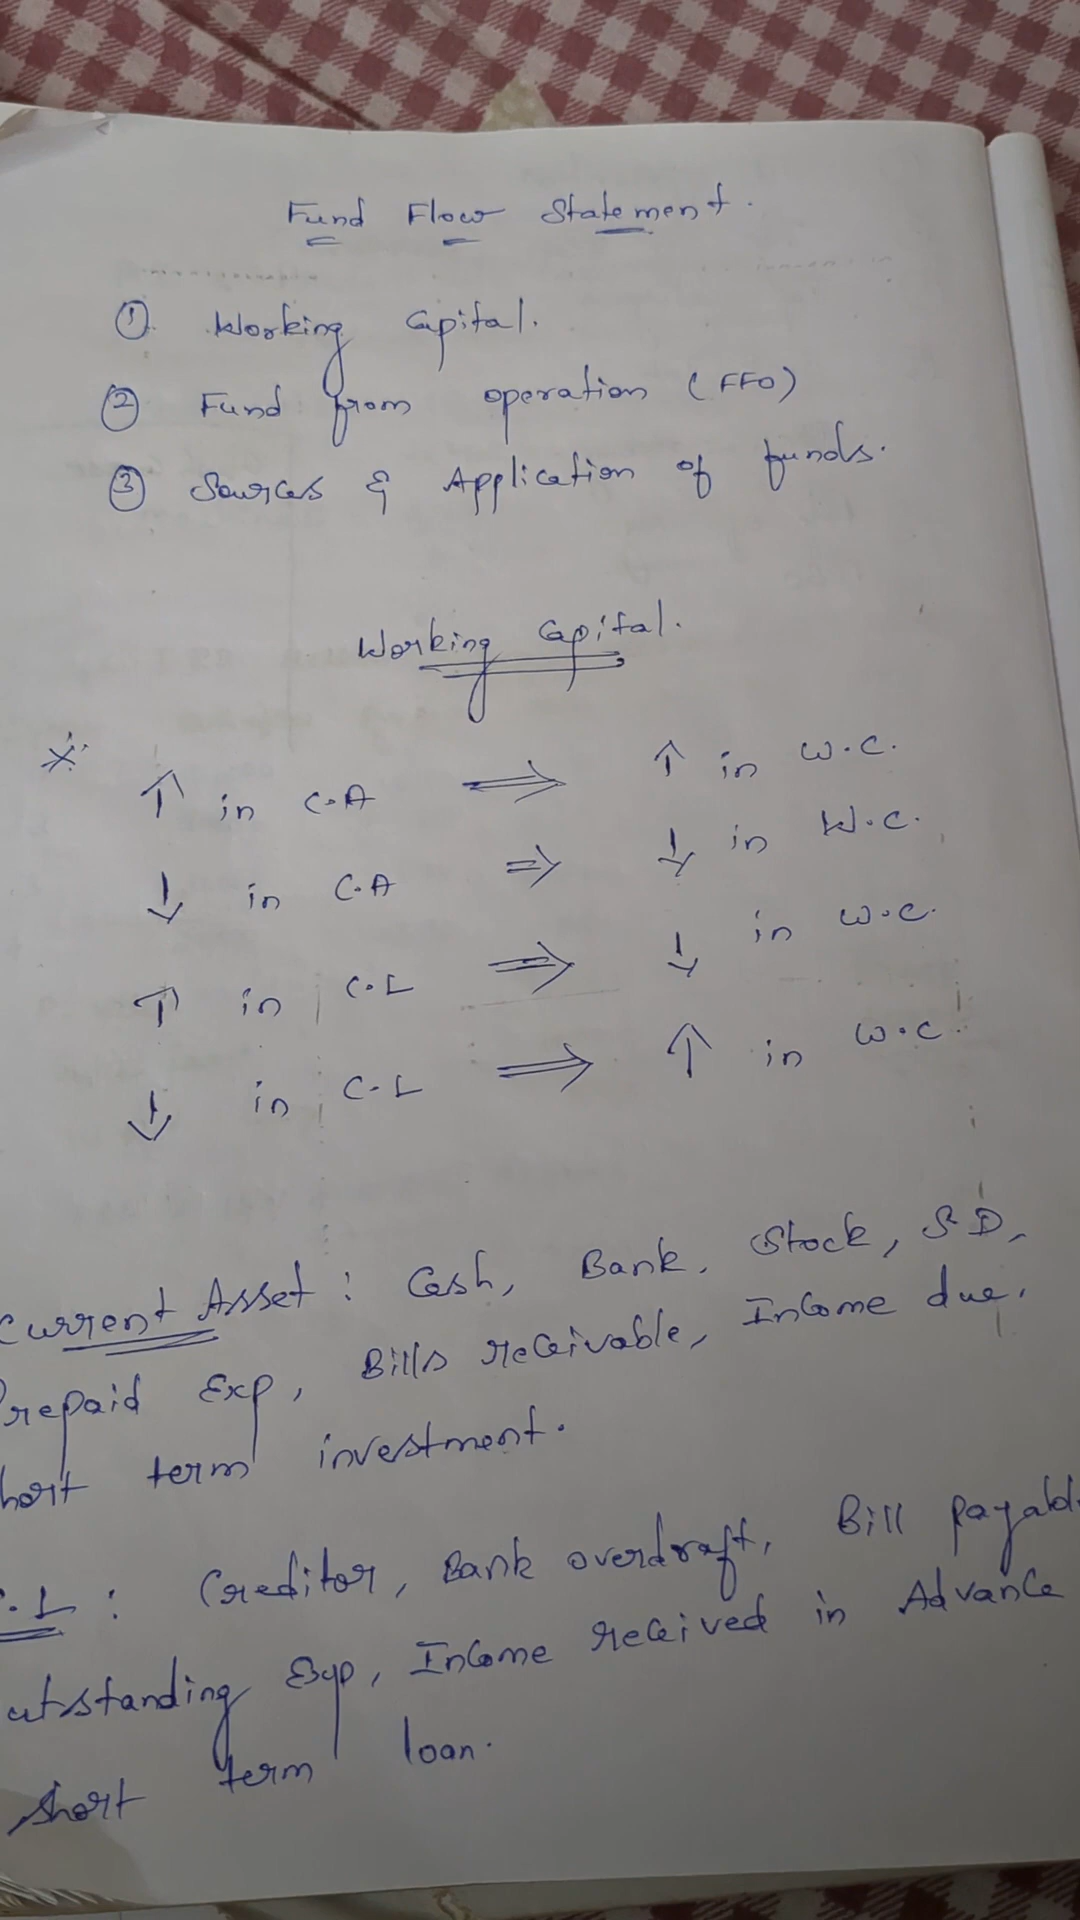 Fund Flow Statement.
① Working Capital.
② Fund from operation (FFO)
③ Sources & Application of funds.
Working Capital.
* ↑ in C.A ⇒ ↑ in W.C.
↓ in C.A ⇒ ↓ in W.C.
↑ in C.L ⇒ ↓ in W.C.
↓ in C.L ⇒ ↑ in W.C.
Current Asset : Cash, Bank, Stock, S D,
Prepaid Exp, Bills receivable, Income due,
hort term investment.
C.L : Creditor, Bank overdraft, Bill payabl
utstanding Exp, Income received in Advance
short term loan.